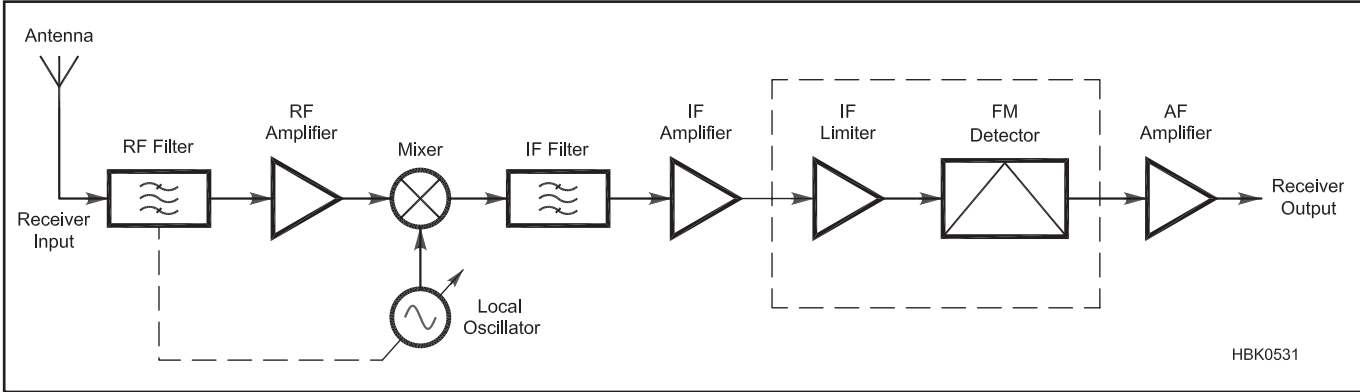 Antenna
Receiver
Input
RF Filter
RF
Amplifier
Mixer
Local
Oscillator
IF Filter
IF
Amplifier
IF
Limiter
FM
Detector
AF
Amplifier
Receiver
Output
HBK0531